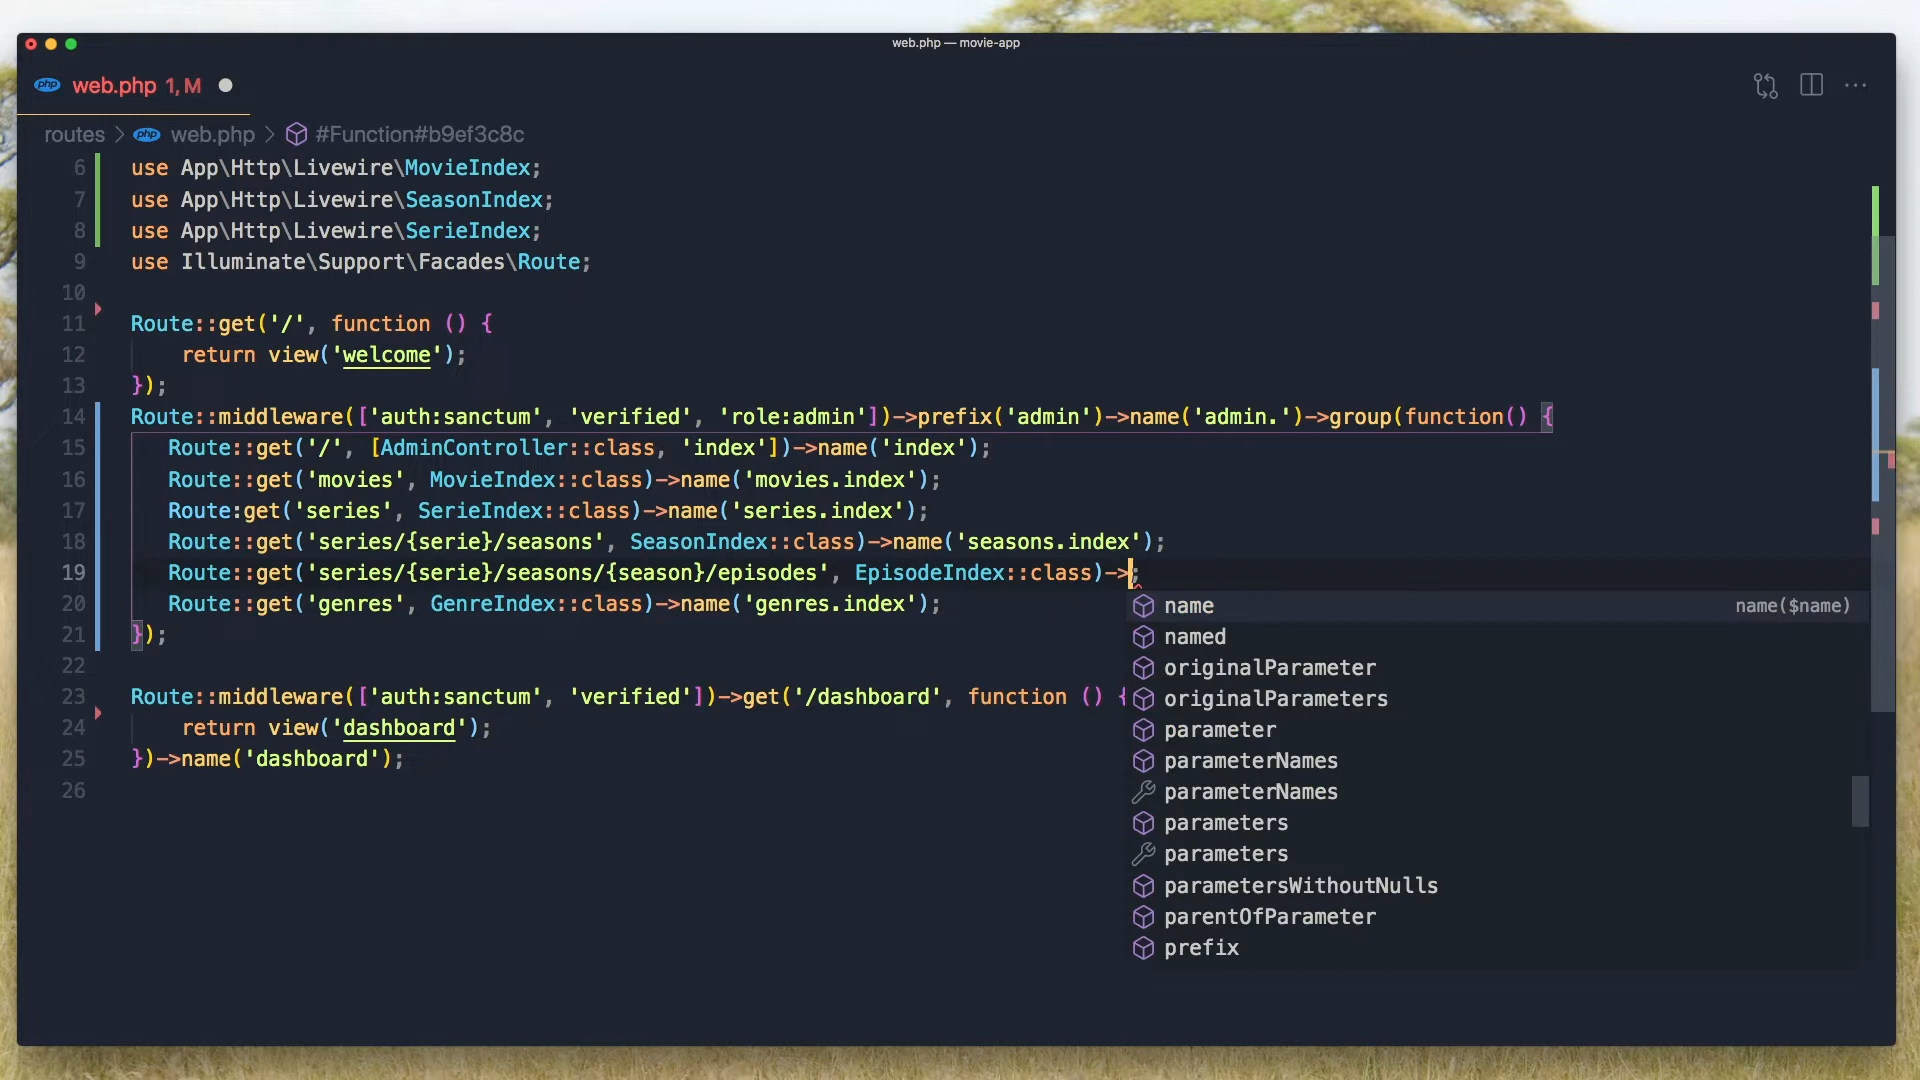 web.php — movie-app
php web.php 1, M
routes > php web.php > #Function#b9ef3c8c
6 use App\Http\Livewire\MovieIndex;
7 use App\Http\Livewire\SeasonIndex;
8 use App\Http\Livewire\SerieIndex;
9 use Illuminate\Support\Facades\Route;
10
11 Route::get('/', function () {
12 return view('welcome');
13 });
14 Route::middleware(['auth:sanctum', 'verified', 'role:admin'])->prefix('admin')->name('admin.')->group(function() {
15 Route::get('/', [AdminController::class, 'index'])->name('index');
16 Route::get('movies', MovieIndex::class)->name('movies.index');
17 Route:get('series', SerieIndex::class)->name('series.index');
18 Route::get('series/{serie}/seasons', SeasonIndex::class)->name('seasons.index');
19 Route::get('series/{serie}/seasons/{season}/episodes', EpisodeIndex::class)->;
20 Route::get('genres', GenreIndex::class)->name('genres.index');
name name($name)
21 });
named
22
originalParameter
23 Route::middleware(['auth:sanctum', 'verified'])->get('/dashboard', function () {
originalParameters
24 return view('dashboard');
parameter
25 })->name('dashboard');
parameterNames
26
parameterNames
parameters
parameters
parametersWithoutNulls
parentOfParameter
prefix